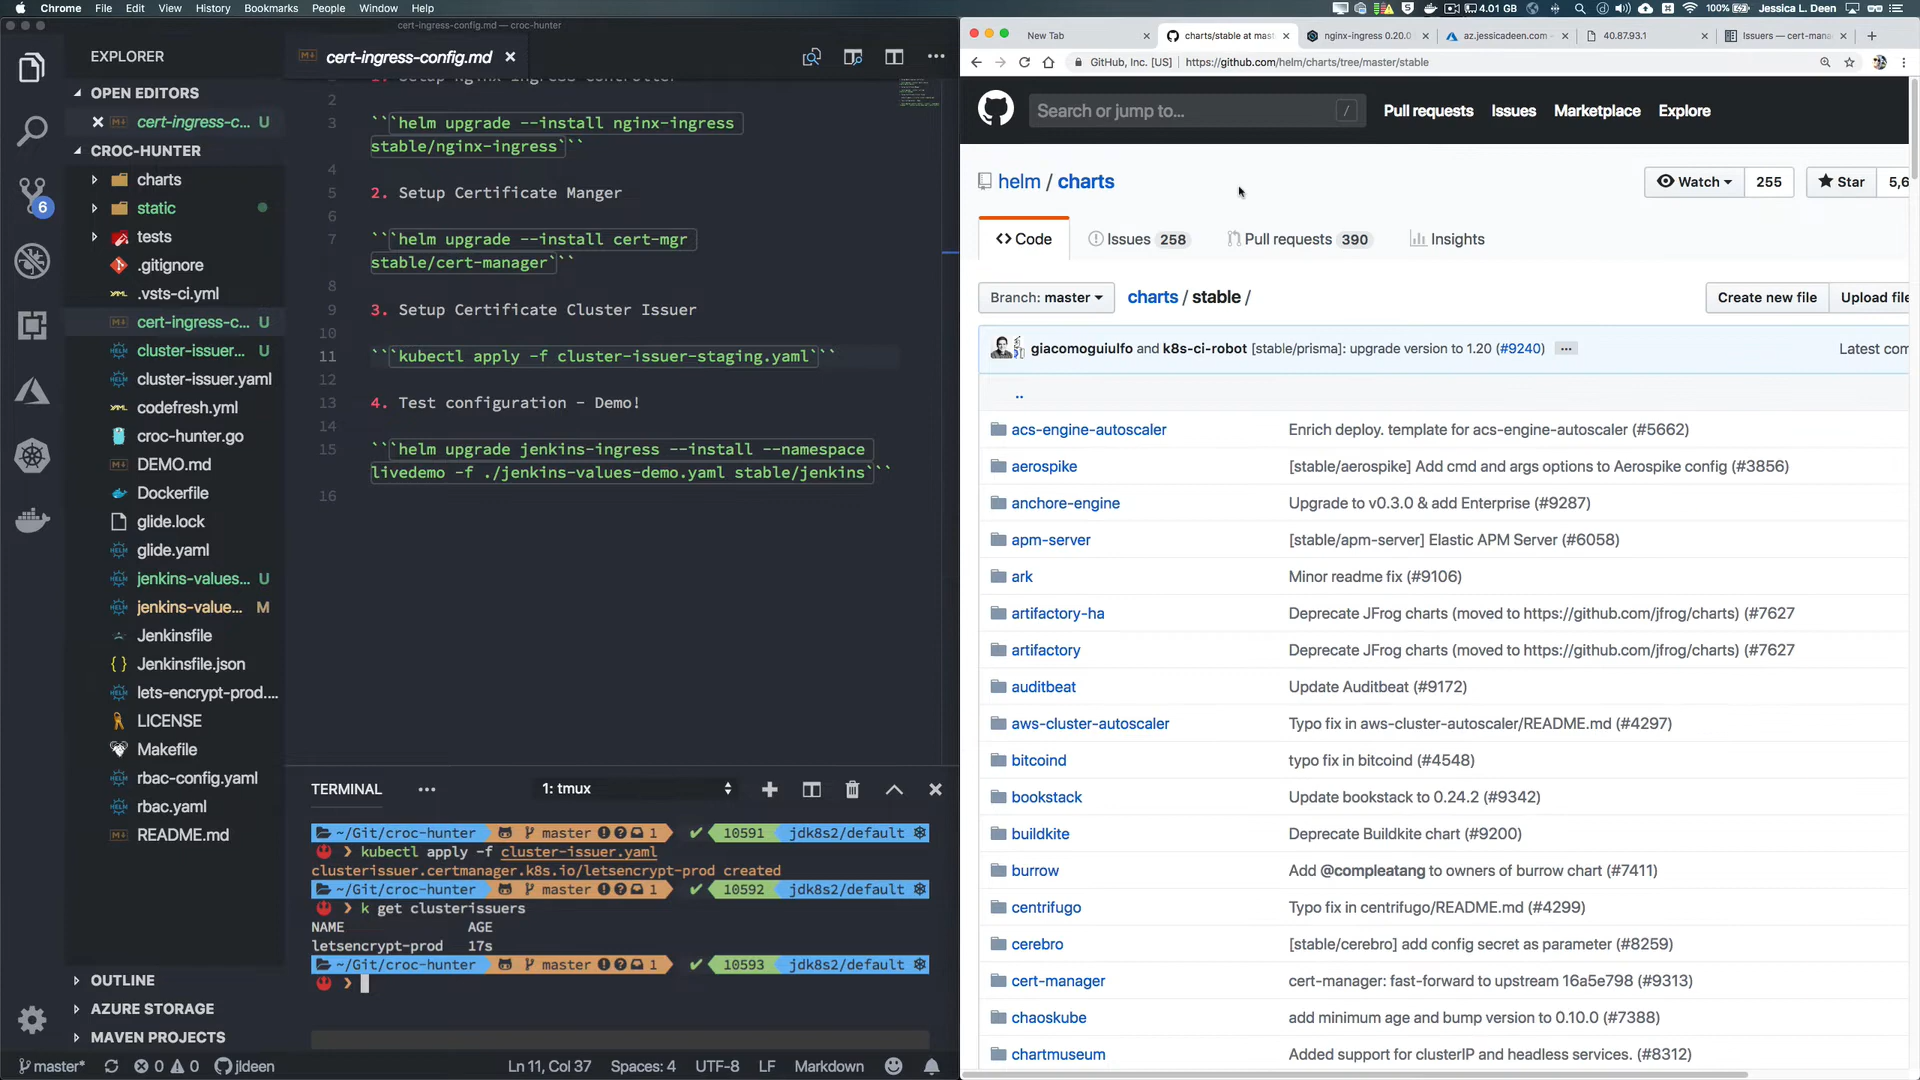 Chrome File Edit View History Bookmarks People Window Help
4.01 GB 100% Jessica L. Deen
cert-ingress-config.md — croc-hunter
EXPLORER
OPEN EDITORS
cert-ingress-c... U
CROC-HUNTER
charts
static
tests
.gitignore
.vsts-ci.yml
cert-ingress-c... U
cluster-issuer... U
cluster-issuer.yaml
codefresh.yml
croc-hunter.go
DEMO.md
Dockerfile
glide.lock
glide.yaml
jenkins-values... U
jenkins-value... M
Jenkinsfile
Jenkinsfile.json
lets-encrypt-prod....
LICENSE
Makefile
rbac-config.yaml
rbac.yaml
README.md
OUTLINE
AZURE STORAGE
MAVEN PROJECTS
6
cert-ingress-config.md
2
3 ```helm upgrade --install nginx-ingress
stable/nginx-ingress```
4
5 2. Setup Certificate Manger
6
7 ```helm upgrade --install cert-mgr
stable/cert-manager```
8
9 3. Setup Certificate Cluster Issuer
10
11 ```kubectl apply -f cluster-issuer-staging.yaml```
12
13 4. Test configuration - Demo!
14
15 ```helm upgrade jenkins-ingress --install --namespace
livedemo -f ./jenkins-values-demo.yaml stable/jenkins```
16
TERMINAL ... 1: tmux
~/Git/croc-hunter master 1 ✔ 10591 jdk8s2/default
❯ kubectl apply -f cluster-issuer.yaml
clusterissuer.certmanager.k8s.io/letsencrypt-prod created
~/Git/croc-hunter master 1 ✔ 10592 jdk8s2/default
❯ k get clusterissuers
NAME AGE
letsencrypt-prod 17s
~/Git/croc-hunter master 1 ✔ 10593 jdk8s2/default
❯
master* 0 0 jldeen Ln 11, Col 37 Spaces: 4 UTF-8 LF Markdown
New Tab
charts/stable at mas
nginx-ingress 0.20.0
az.jessicadeen.com
40.87.93.1
Issuers — cert-mana
GitHub, Inc. [US] https://github.com/helm/charts/tree/master/stable
Search or jump to... / Pull requests Issues Marketplace Explore
helm / charts Watch 255 Star 5,6
Code Issues 258 Pull requests 390 Insights
Branch: master charts / stable / Create new file Upload file
giacomoguiulfo and k8s-ci-robot [stable/prisma]: upgrade version to 1.20 (#9240) ... Latest com
..
acs-engine-autoscaler Enrich deploy. template for acs-engine-autoscaler (#5662)
aerospike [stable/aerospike] Add cmd and args options to Aerospike config (#3856)
anchore-engine Upgrade to v0.3.0 & add Enterprise (#9287)
apm-server [stable/apm-server] Elastic APM Server (#6058)
ark Minor readme fix (#9106)
artifactory-ha Deprecate JFrog charts (moved to https://github.com/jfrog/charts) (#7627
artifactory Deprecate JFrog charts (moved to https://github.com/jfrog/charts) (#7627
auditbeat Update Auditbeat (#9172)
aws-cluster-autoscaler Typo fix in aws-cluster-autoscaler/README.md (#4297)
bitcoind typo fix in bitcoind (#4548)
bookstack Update bookstack to 0.24.2 (#9342)
buildkite Deprecate Buildkite chart (#9200)
burrow Add @compleatang to owners of burrow chart (#7411)
centrifugo Typo fix in centrifugo/README.md (#4299)
cerebro [stable/cerebro] add config secret as parameter (#8259)
cert-manager cert-manager: fast-forward to upstream 16a5e798 (#9313)
chaoskube add minimum age and bump version to 0.10.0 (#7388)
chartmuseum Added support for clusterIP and headless services. (#8312)